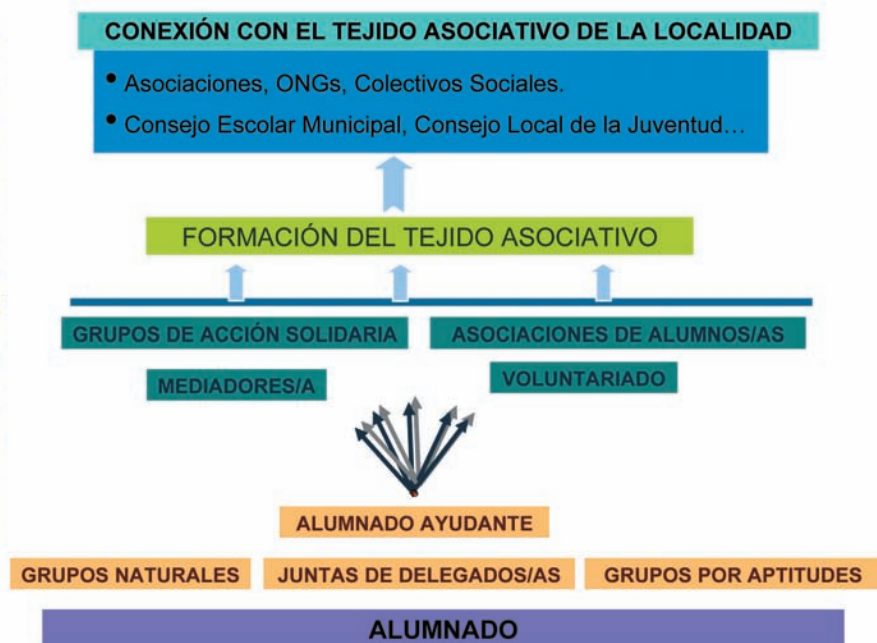 CONEXIÓN CON EL TEJIDO ASOCIATIVO DE LA LOCALIDAD
• Asociaciones, ONGs, Colectivos Sociales.
• Consejo Escolar Municipal, Consejo Local de la Juventud…
FORMACIÓN DEL TEJIDO ASOCIATIVO
GRUPOS DE ACCIÓN SOLIDARIA
ASOCIACIONES DE ALUMNOS/AS
MEDIADORES/A
VOLUNTARIADO
ALUMNADO AYUDANTE
GRUPOS NATURALES
JUNTAS DE DELEGADOS/AS
GRUPOS POR APTITUDES
ALUMNADO